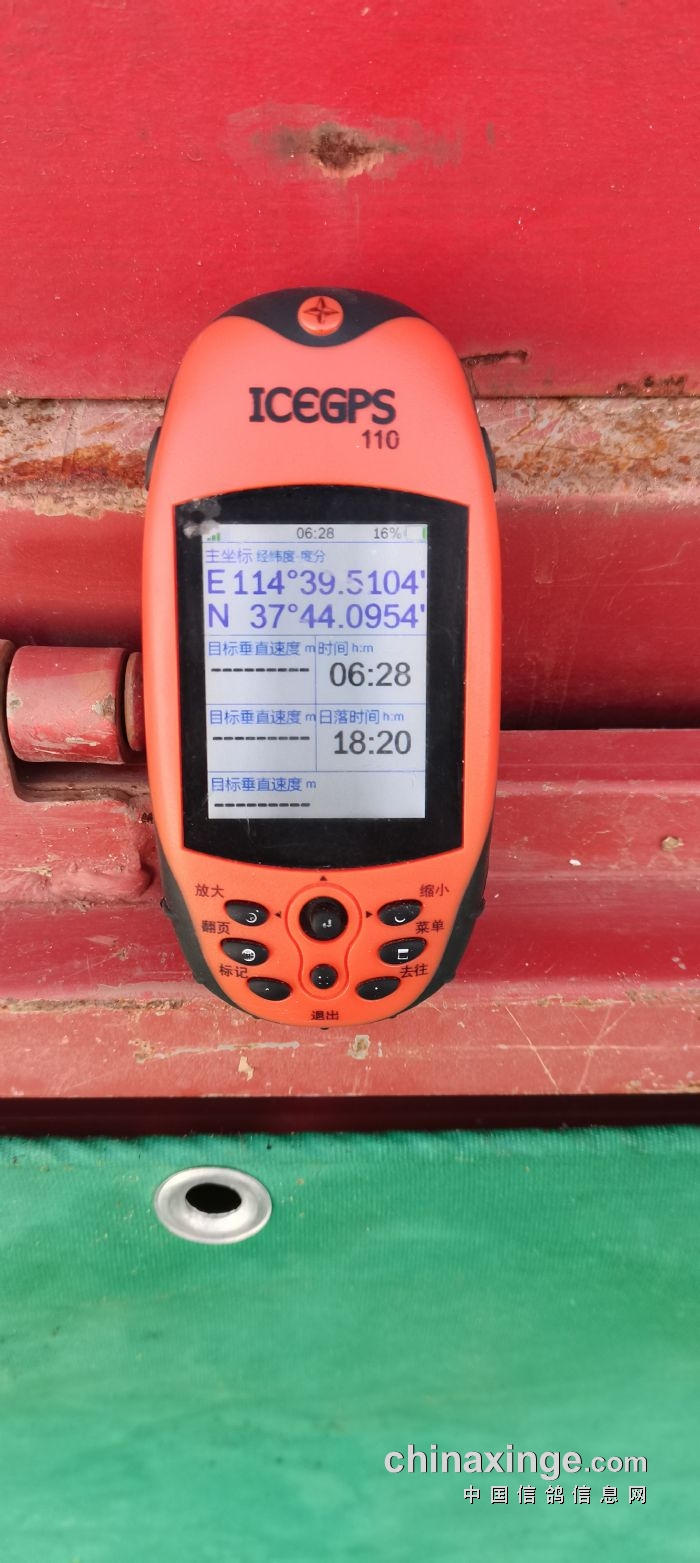 ICEGPS
110
06:28 16%
主坐标 经纬度-度分
E 114°39.5104'
N 37°44.0954'
目标垂直速度 m 时间 h:m
--------- 06:28
目标垂直速度 m 日落时间 h:m
--------- 18:20
目标垂直速度 m
---------
放大 缩小
翻页 菜单
标记 去往
退出
chinaxinge.com
中国信鸽信息网